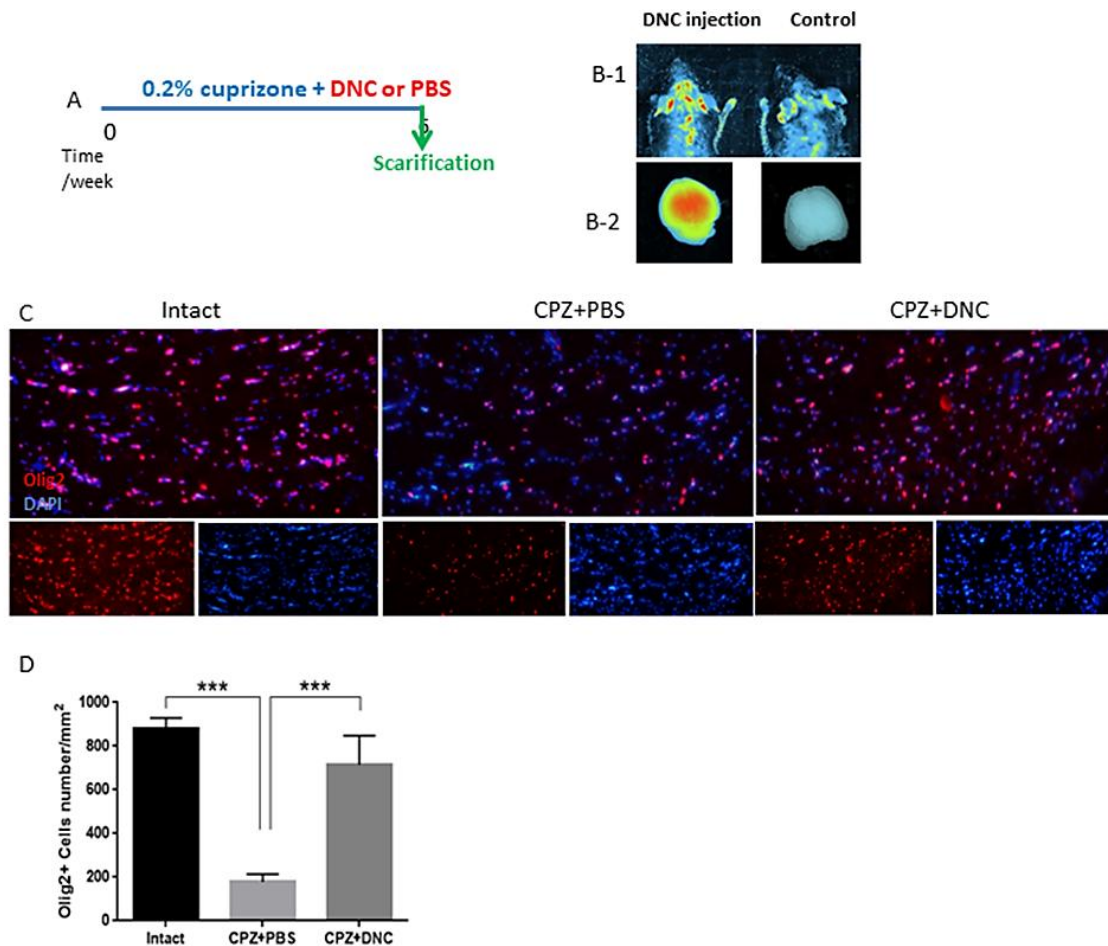 DNC injection Control
A
0.2% cuprizone + DNC or PBS
0
Time
/week
Scarification
B-1
B-2
C
Intact
CPZ+PBS
CPZ+DNC
Olig2
DAPI
D
***
***
Olig2+ Cells number/mm²
1000
800
600
400
200
0
Intact
CPZ+PBS
CPZ+DNC